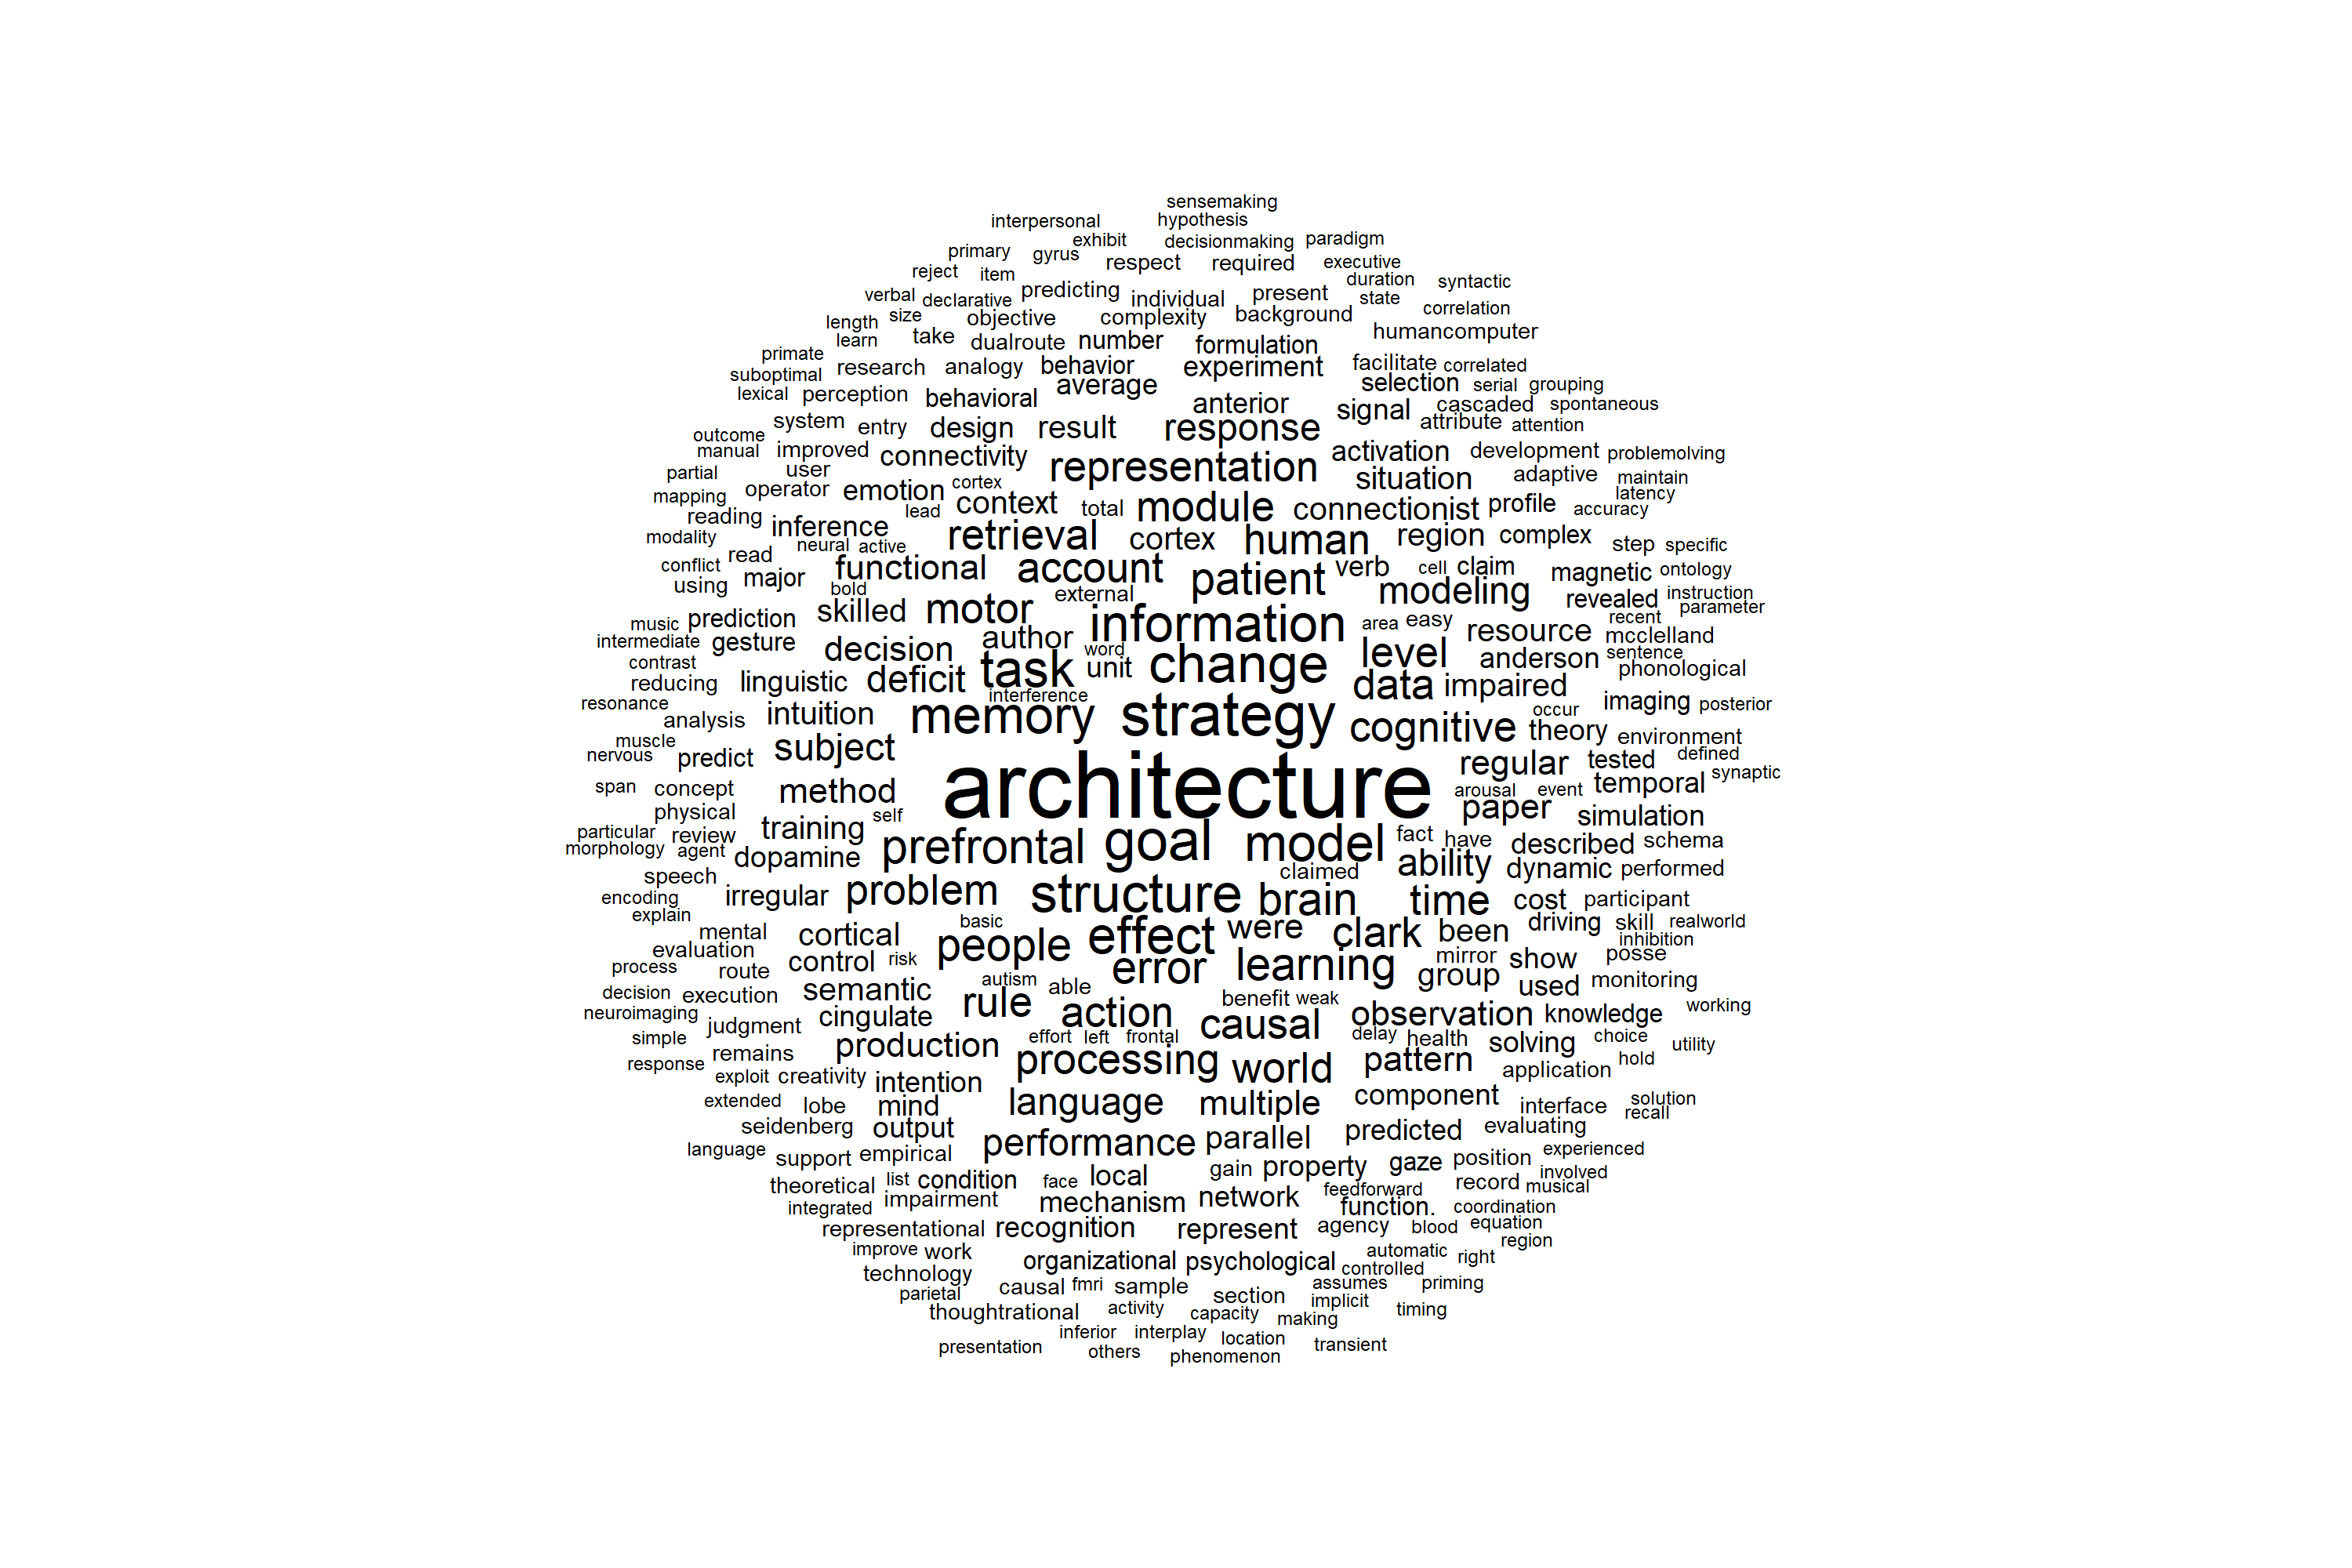 sensemaking
interpersonal hypothesis
exhibit decisionmaking paradigm
primary gyrus respect required executive
reject item duration syntactic
verbal declarative predicting individual present state
length size objective complexity background correlation
learn take dualroute number formulation humancomputer
primate research analogy behavior experiment facilitate correlated
suboptimal average selection serial grouping
lexical perception behavioral anterior signal cascaded spontaneous
system entry design result response attribute attention
outcome
manual improved connectivity representation activation development problemolving
partial user situation adaptive maintain
mapping operator emotion cortex context total module connectionist profile latency
reading inference lead accuracy
modality neural active retrieval cortex human region complex step specific
conflict read functional account patient verb cell claim magnetic ontology
using major bold external modeling revealed instruction
music prediction skilled motor information area easy resource recent parameter
intermediate gesture decision author word mcclelland
contrast task unit change level anderson sentence
reducing linguistic deficit interference data impaired phonological
resonance analysis intuition memory strategy cognitive occur imaging posterior
muscle subject theory environment
nervous predict regular tested defined
span concept method architecture arousal event temporal synaptic
physical self paper simulation
particular review training fact have described schema
morphology agent dopamine prefrontal goal model ability dynamic performed
speech claimed
encoding irregular problem structure brain time cost participant
explain basic driving skill realworld
mental cortical people effect were clark been inhibition
evaluation control risk error learning mirror show posse
process route autism able group used monitoring
decision execution semantic rule benefit weak observation knowledge working
neuroimaging judgment cingulate action causal
simple effort left frontal delay health solving choice utility
response remains production processing world pattern hold
exploit creativity intention application
extended lobe mind language multiple component interface solution
seidenberg output recall
language support empirical performance parallel predicted evaluating experienced
theoretical list condition face local gain property gaze position involved
integrated impairment mechanism network feedforward record musical
function. coordination
representational recognition represent agency blood equation
improve work automatic right region
technology organizational psychological controlled
parietal causal fmri sample section assumes priming
thoughtrational activity capacity implicit timing
inferior interplay location making
presentation others phenomenon transient